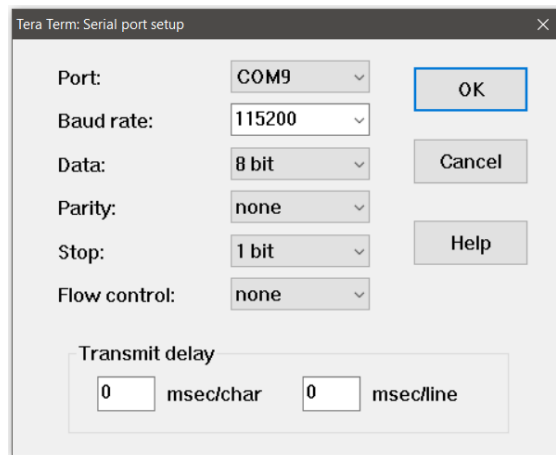 Tera Term: Serial port setup
Port: COM9 OK
Baud rate: 115200
Data: 8 bit Cancel
Parity: none
Stop: 1 bit Help
Flow control: none
Transmit delay
0 msec/char 0 msec/line